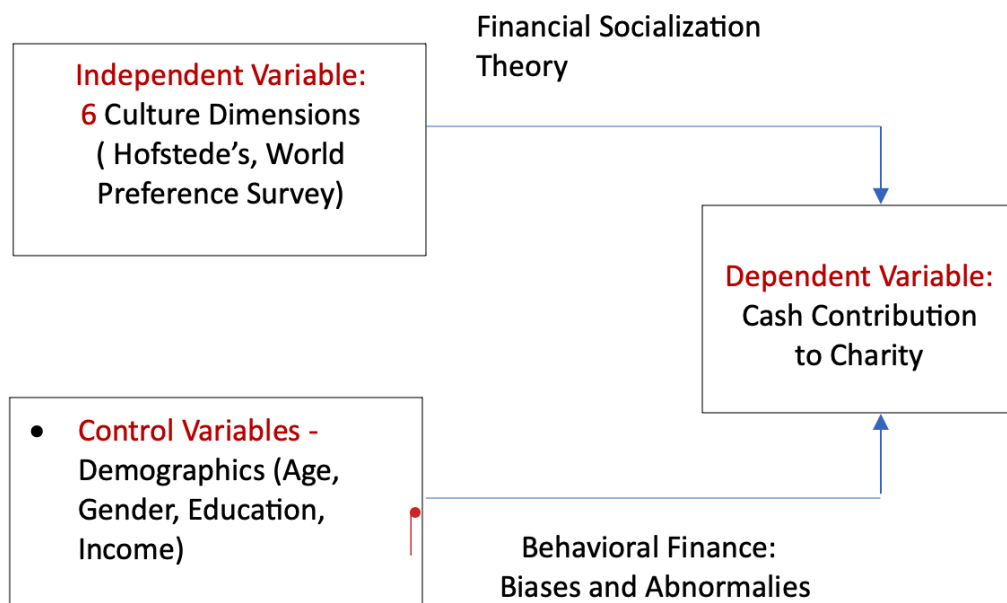 Financial Socialization
Theory
Independent Variable:
6 Culture Dimensions
( Hofstede’s, World
Preference Survey)
Dependent Variable:
Cash Contribution
to Charity
• Control Variables -
Demographics (Age,
Gender, Education,
Income)
Behavioral Finance:
Biases and Abnormalies